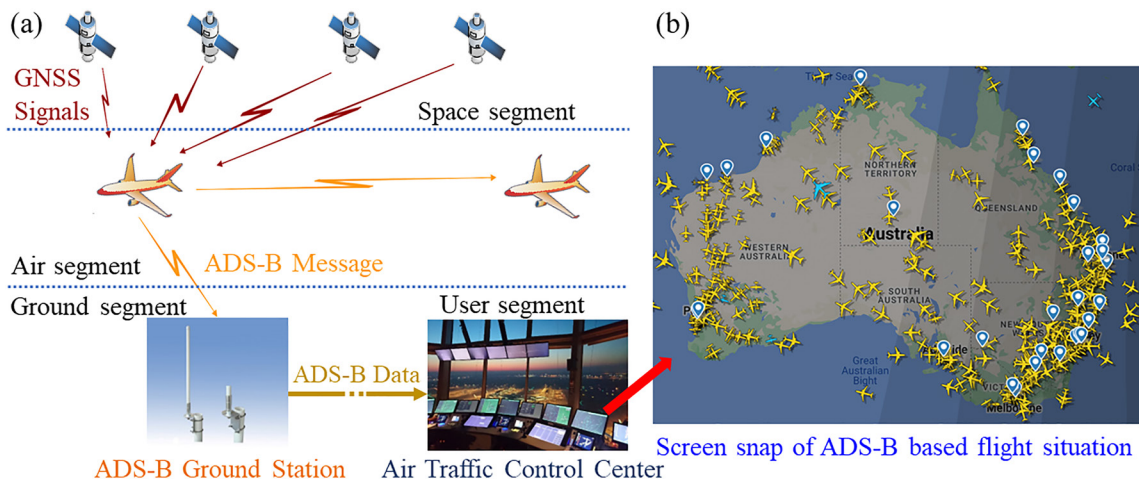 (a)
GNSS
Signals
Space segment
Air segment
ADS-B Message
Ground segment
User segment
ADS-B Data
ADS-B Ground Station
Air Traffic Control Center
(b)
NORTHERN
TERRITORY
QUEENSLAND
Coral
Australia
WESTERN
SOUTH
AUSTRALIA
Great
Australian
Bight
Melbourne
Screen snap of ADS-B based flight situation